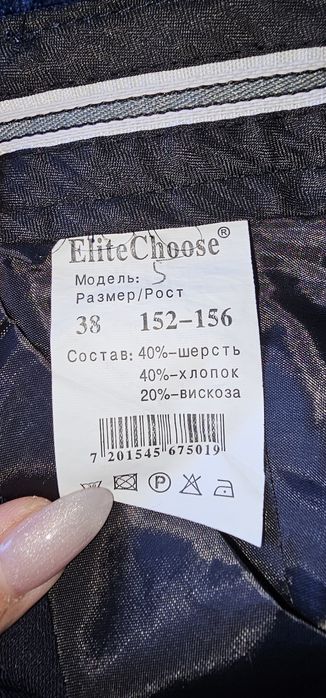 EliteChoose®
Модель: 5
Размер/Рост
38 152-156
Состав: 40%-шерсть
40%-хлопок
20%-вискоза
7 201545 675019
P